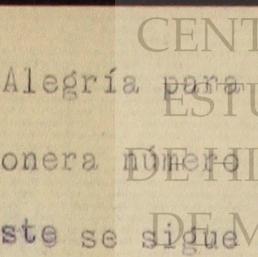 Alegría para
onera número
ste se sigue
CENT
ESTU
DE HI
DE M